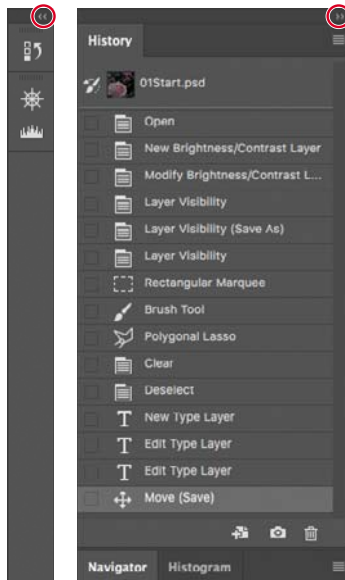 History
01Start.psd
Open
New Brightness/Contrast Layer
Modify Brightness/Contrast L...
Layer Visibility
Layer Visibility (Save As)
Layer Visibility
Rectangular Marquee
Brush Tool
Polygonal Lasso
Clear
Deselect
New Type Layer
Edit Type Layer
Edit Type Layer
Move (Save)
Navigator Histogram